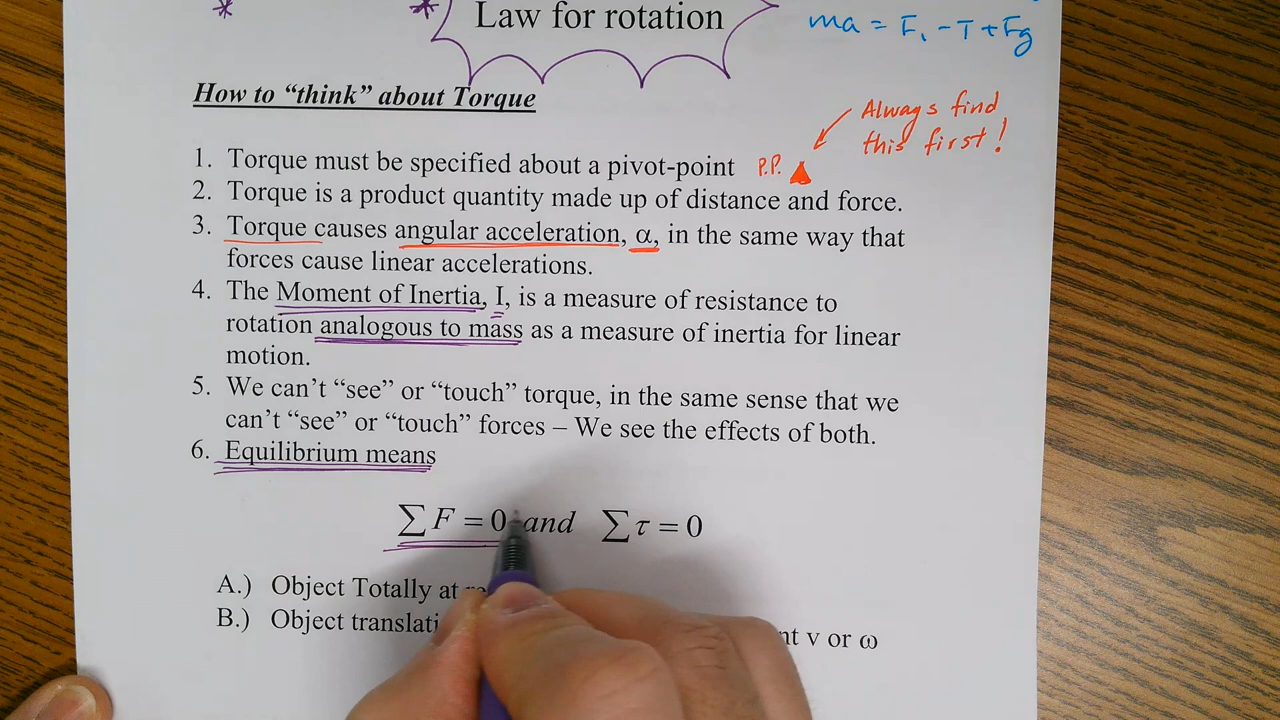 * * Law for rotation
ma = F₁ - T + Fg
How to “think” about Torque
Always find
this first!
1. Torque must be specified about a pivot-point P.P.
2. Torque is a product quantity made up of distance and force.
3. Torque causes angular acceleration, α, in the same way that
forces cause linear accelerations.
4. The Moment of Inertia, I, is a measure of resistance to
rotation analogous to mass as a measure of inertia for linear
motion.
5. We can’t “see” or “touch” torque, in the same sense that we
can’t “see” or “touch” forces – We see the effects of both.
6. Equilibrium means
∑ F = 0 and ∑ τ = 0
A.) Object Totally at
B.) Object v or ω